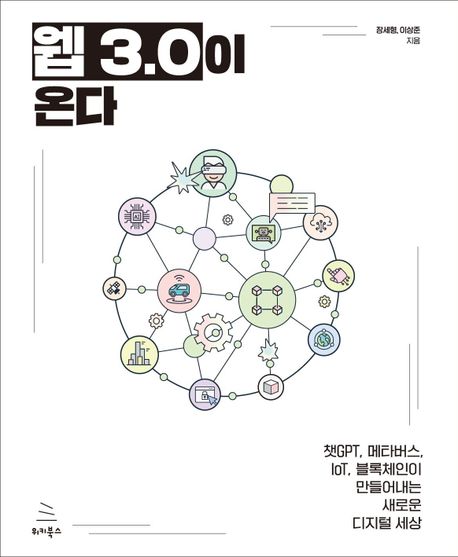 장세형, 이상준
지음
웹 3.0이
온다
AI
챗GPT, 메타버스,
IoT, 블록체인이
만들어내는
새로운
디지털 세상
위키북스